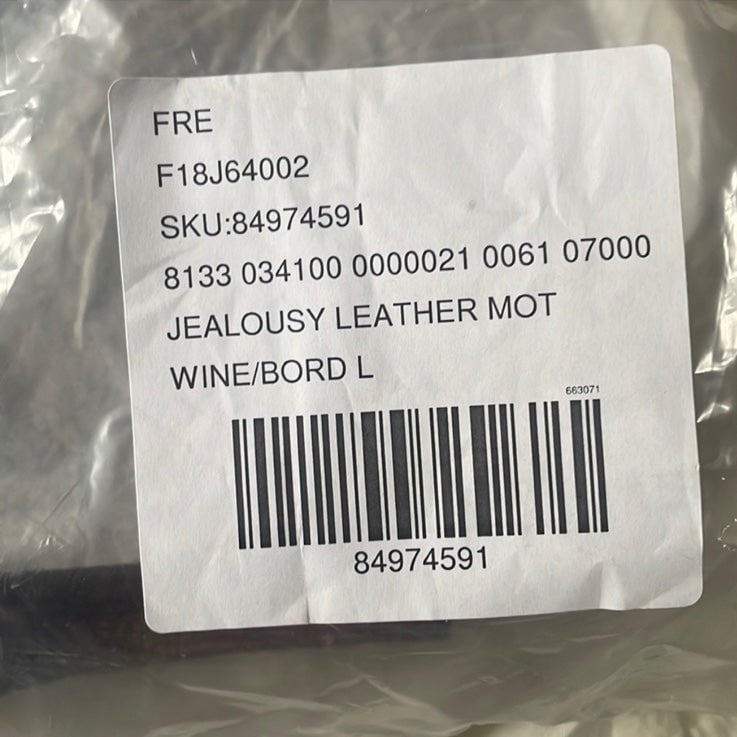 FRE
F18J64002
SKU:84974591
8133 034100 0000021 0061 07000
JEALOUSY LEATHER MOT
WINE/BORD L
663071
84974591